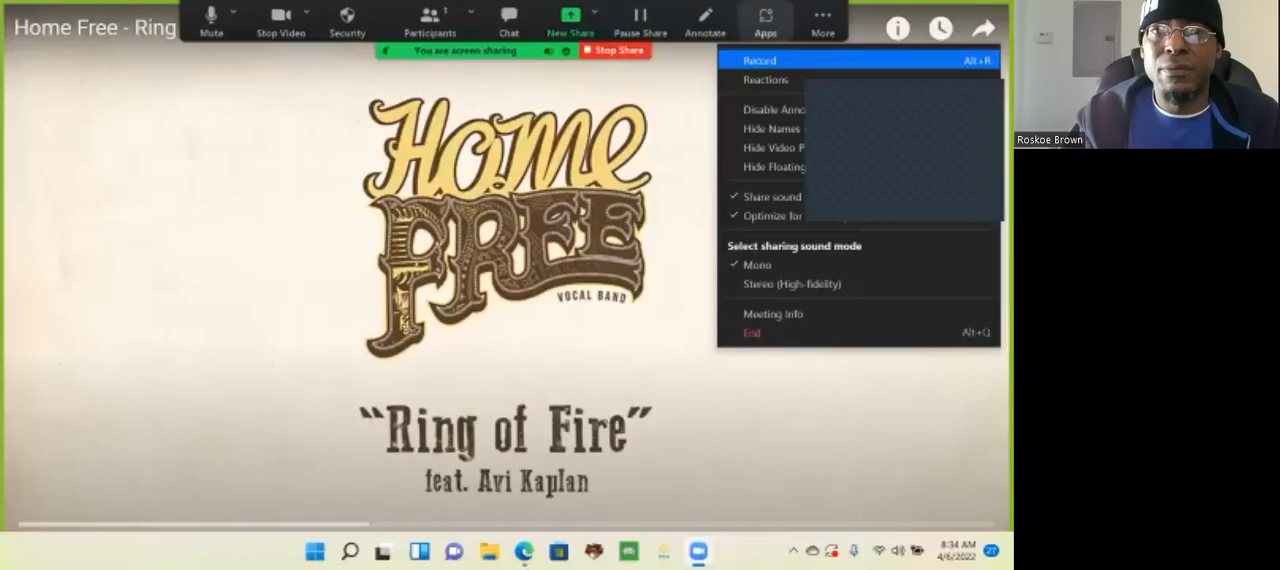 Home Free - Ring
Mute
Stop Video
Security
Participants
1
Chat
New Share
Pause Share
Annotate
Apps
More
You are screen sharing
Stop Share
Record Alt+R
Reactions
Disable Anno
Hide Names
Hide Video P
Hide Floating
Share sound
Optimize for
Select sharing sound mode
Mono
Stereo (High-fidelity)
Meeting Info
End Alt+Q
Roskoe Brown
Home
FREE
VOCAL BAND
"Ring of Fire"
feat. Avi Kaplan
8:34 AM
4/6/2022
27